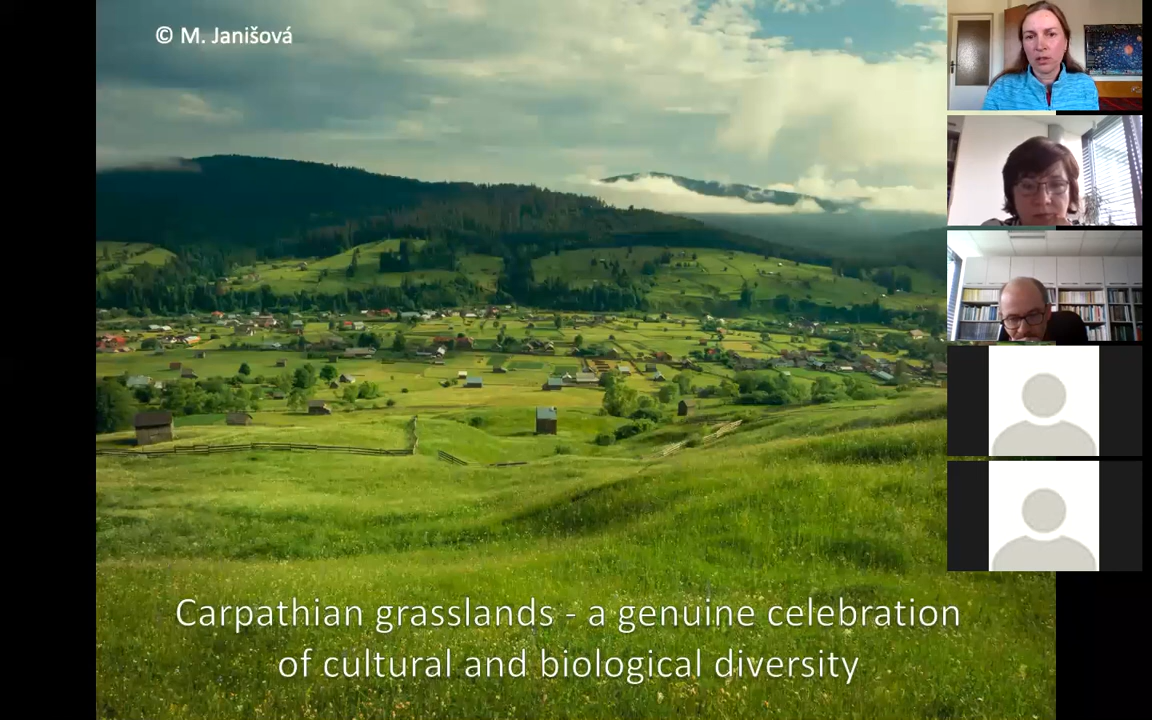 © M. Janišová
Carpathian grasslands - a genuine celebration
of cultural and biological diversity